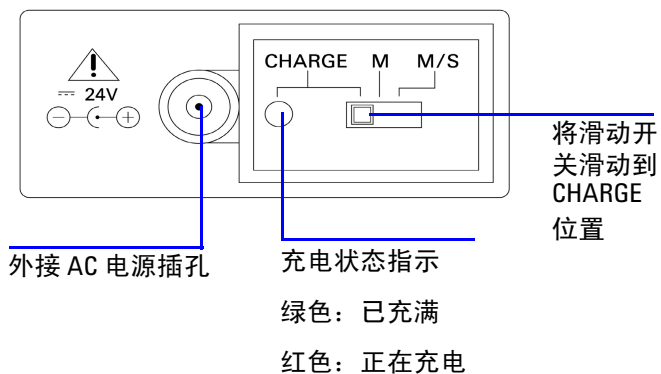 CHARGE M M/S
24V
将滑动开
关滑动到
CHARGE
位置
外接 AC 电源插孔
充电状态指示
绿色：已充满
红色：正在充电